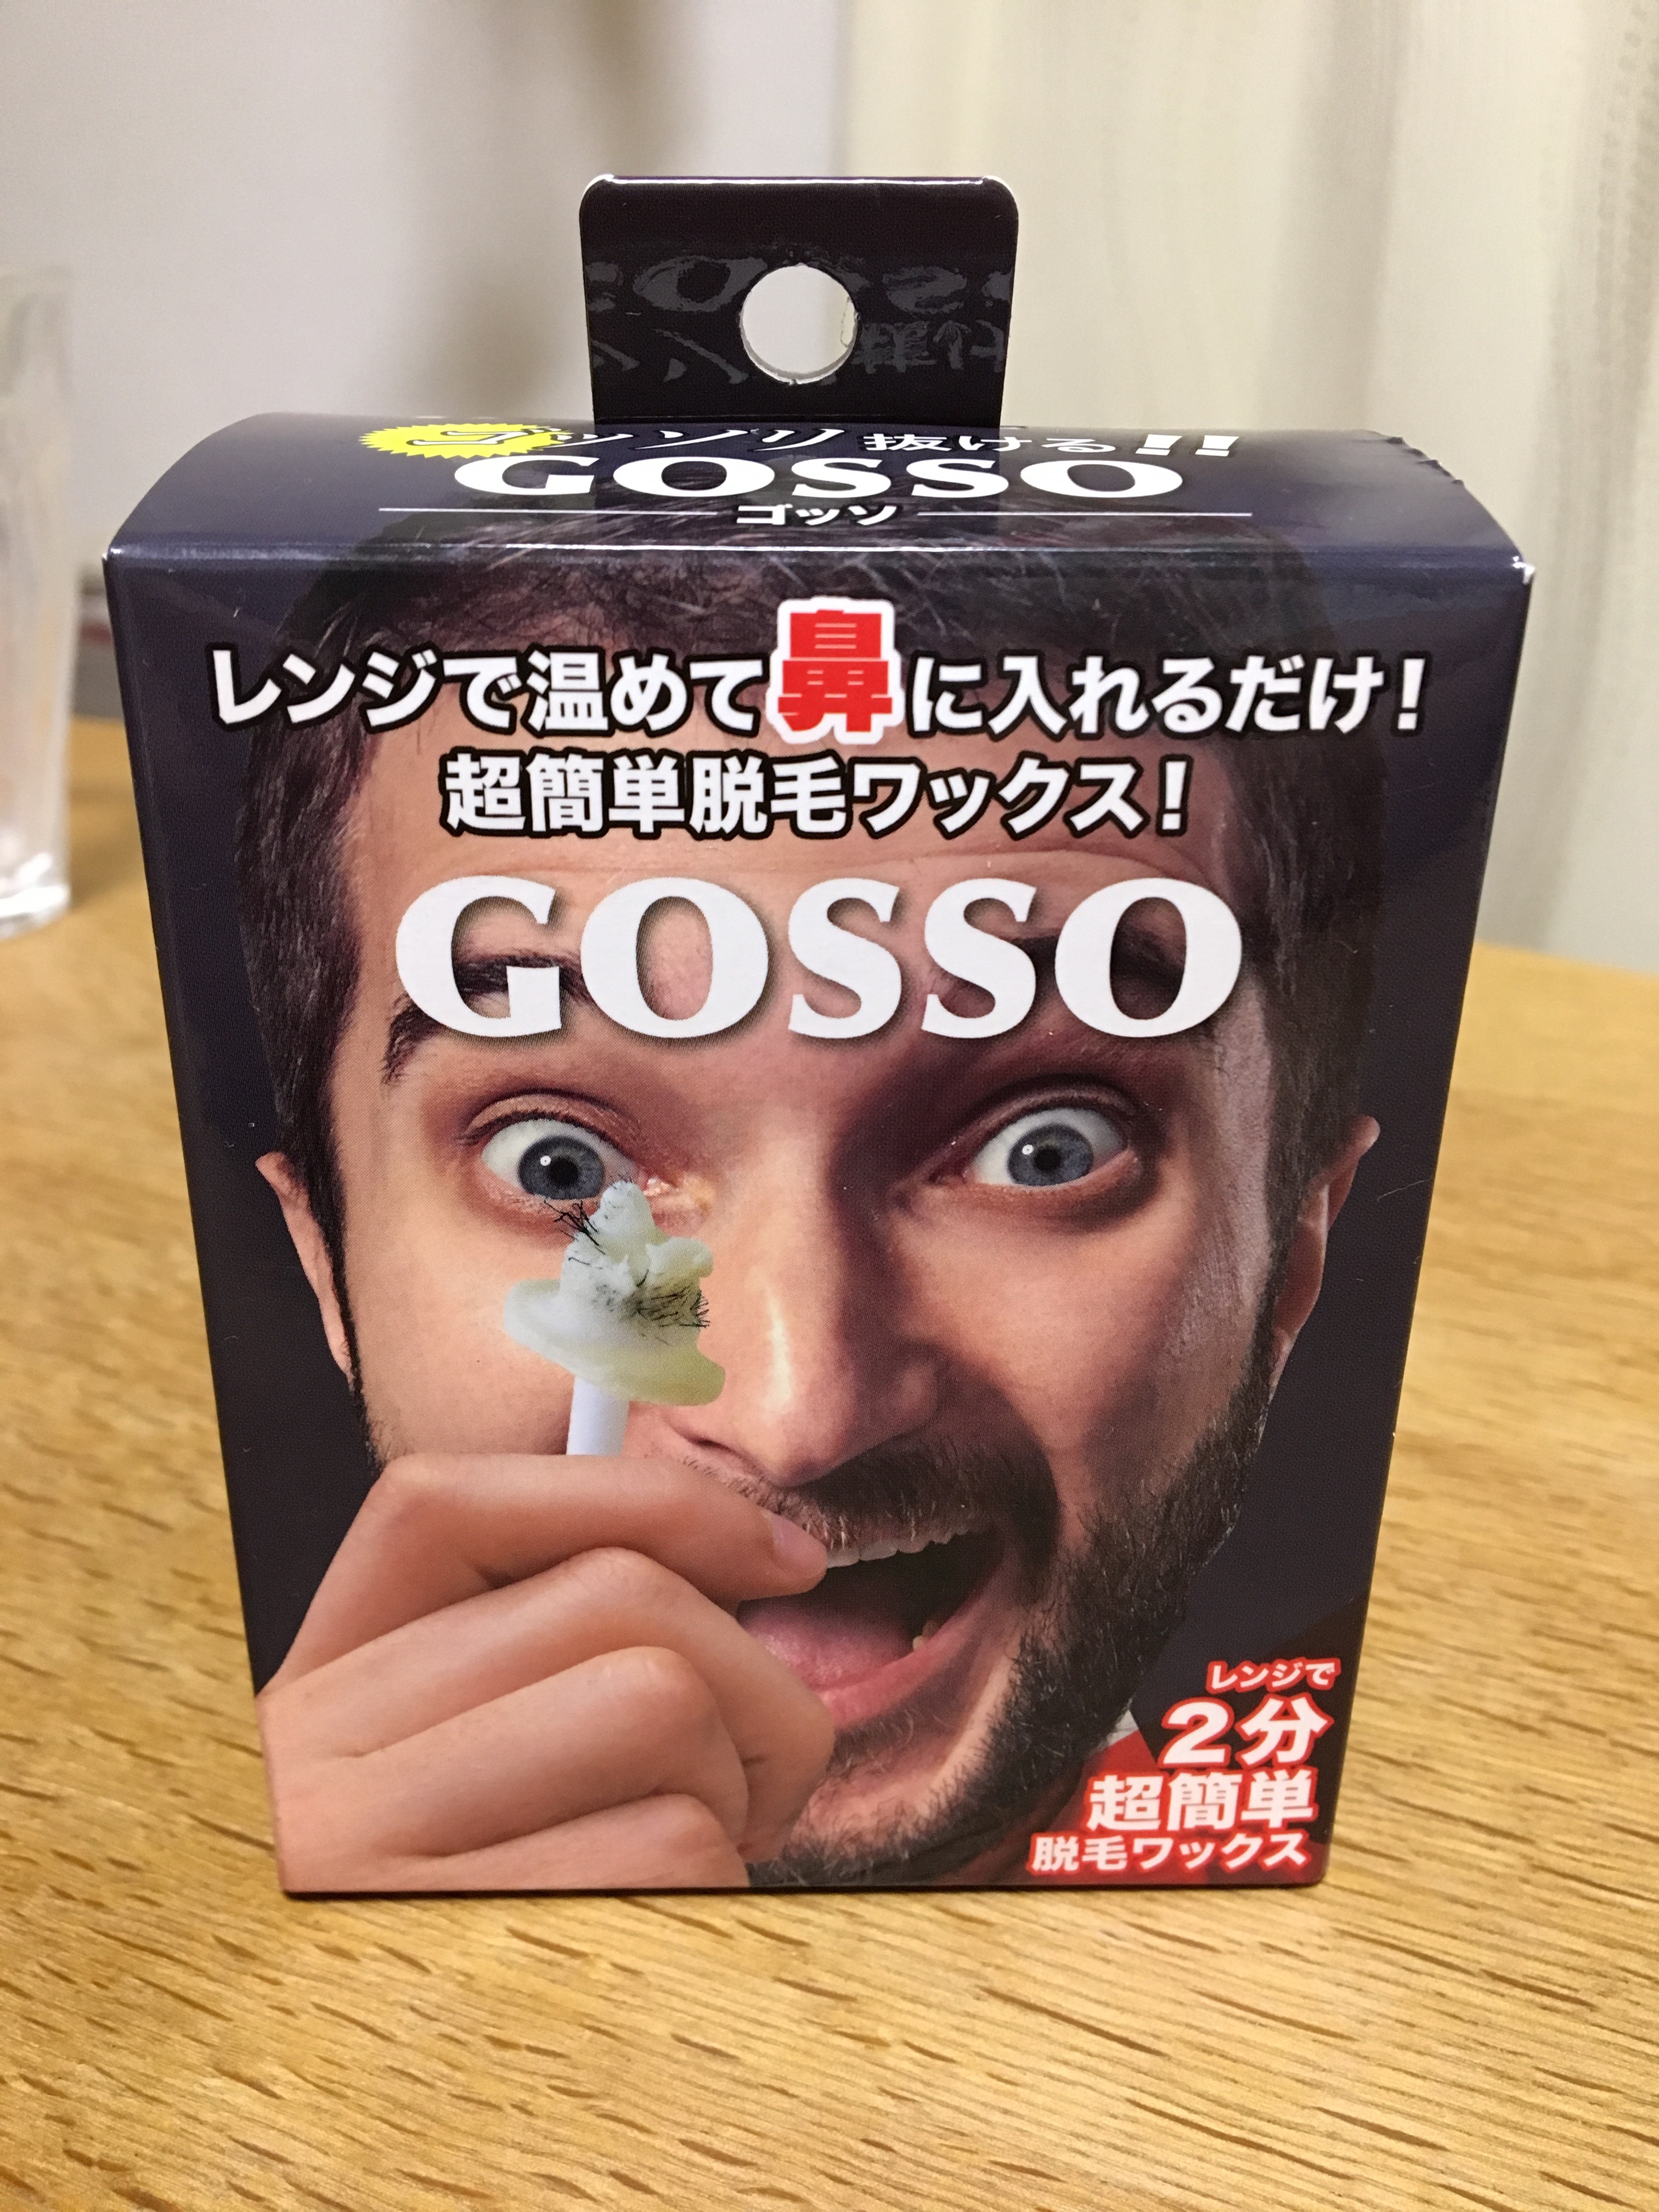 ゴッソリ抜ける!!
GOSSO
ゴッソ
レンジで温めて鼻に入れるだけ！
超簡単脱毛ワックス！
GOSSO
レンジで
2分
超簡単
脱毛ワックス